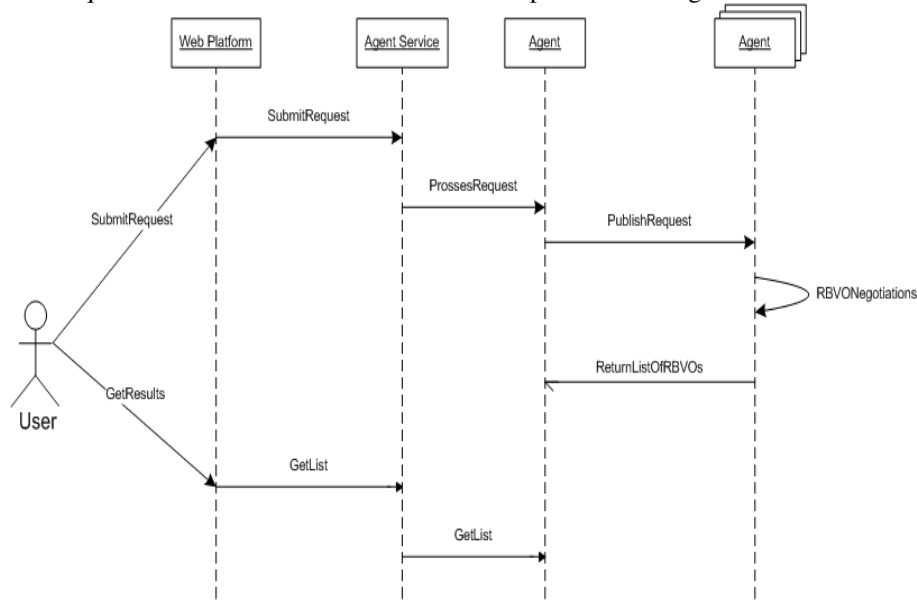 Web Platform
Agent Service
Agent
Agent
SubmitRequest
ProssesRequest
SubmitRequest
PublishRequest
RBVONegotiations
ReturnListOfRBVOs
GetResults
User
GetList
GetList